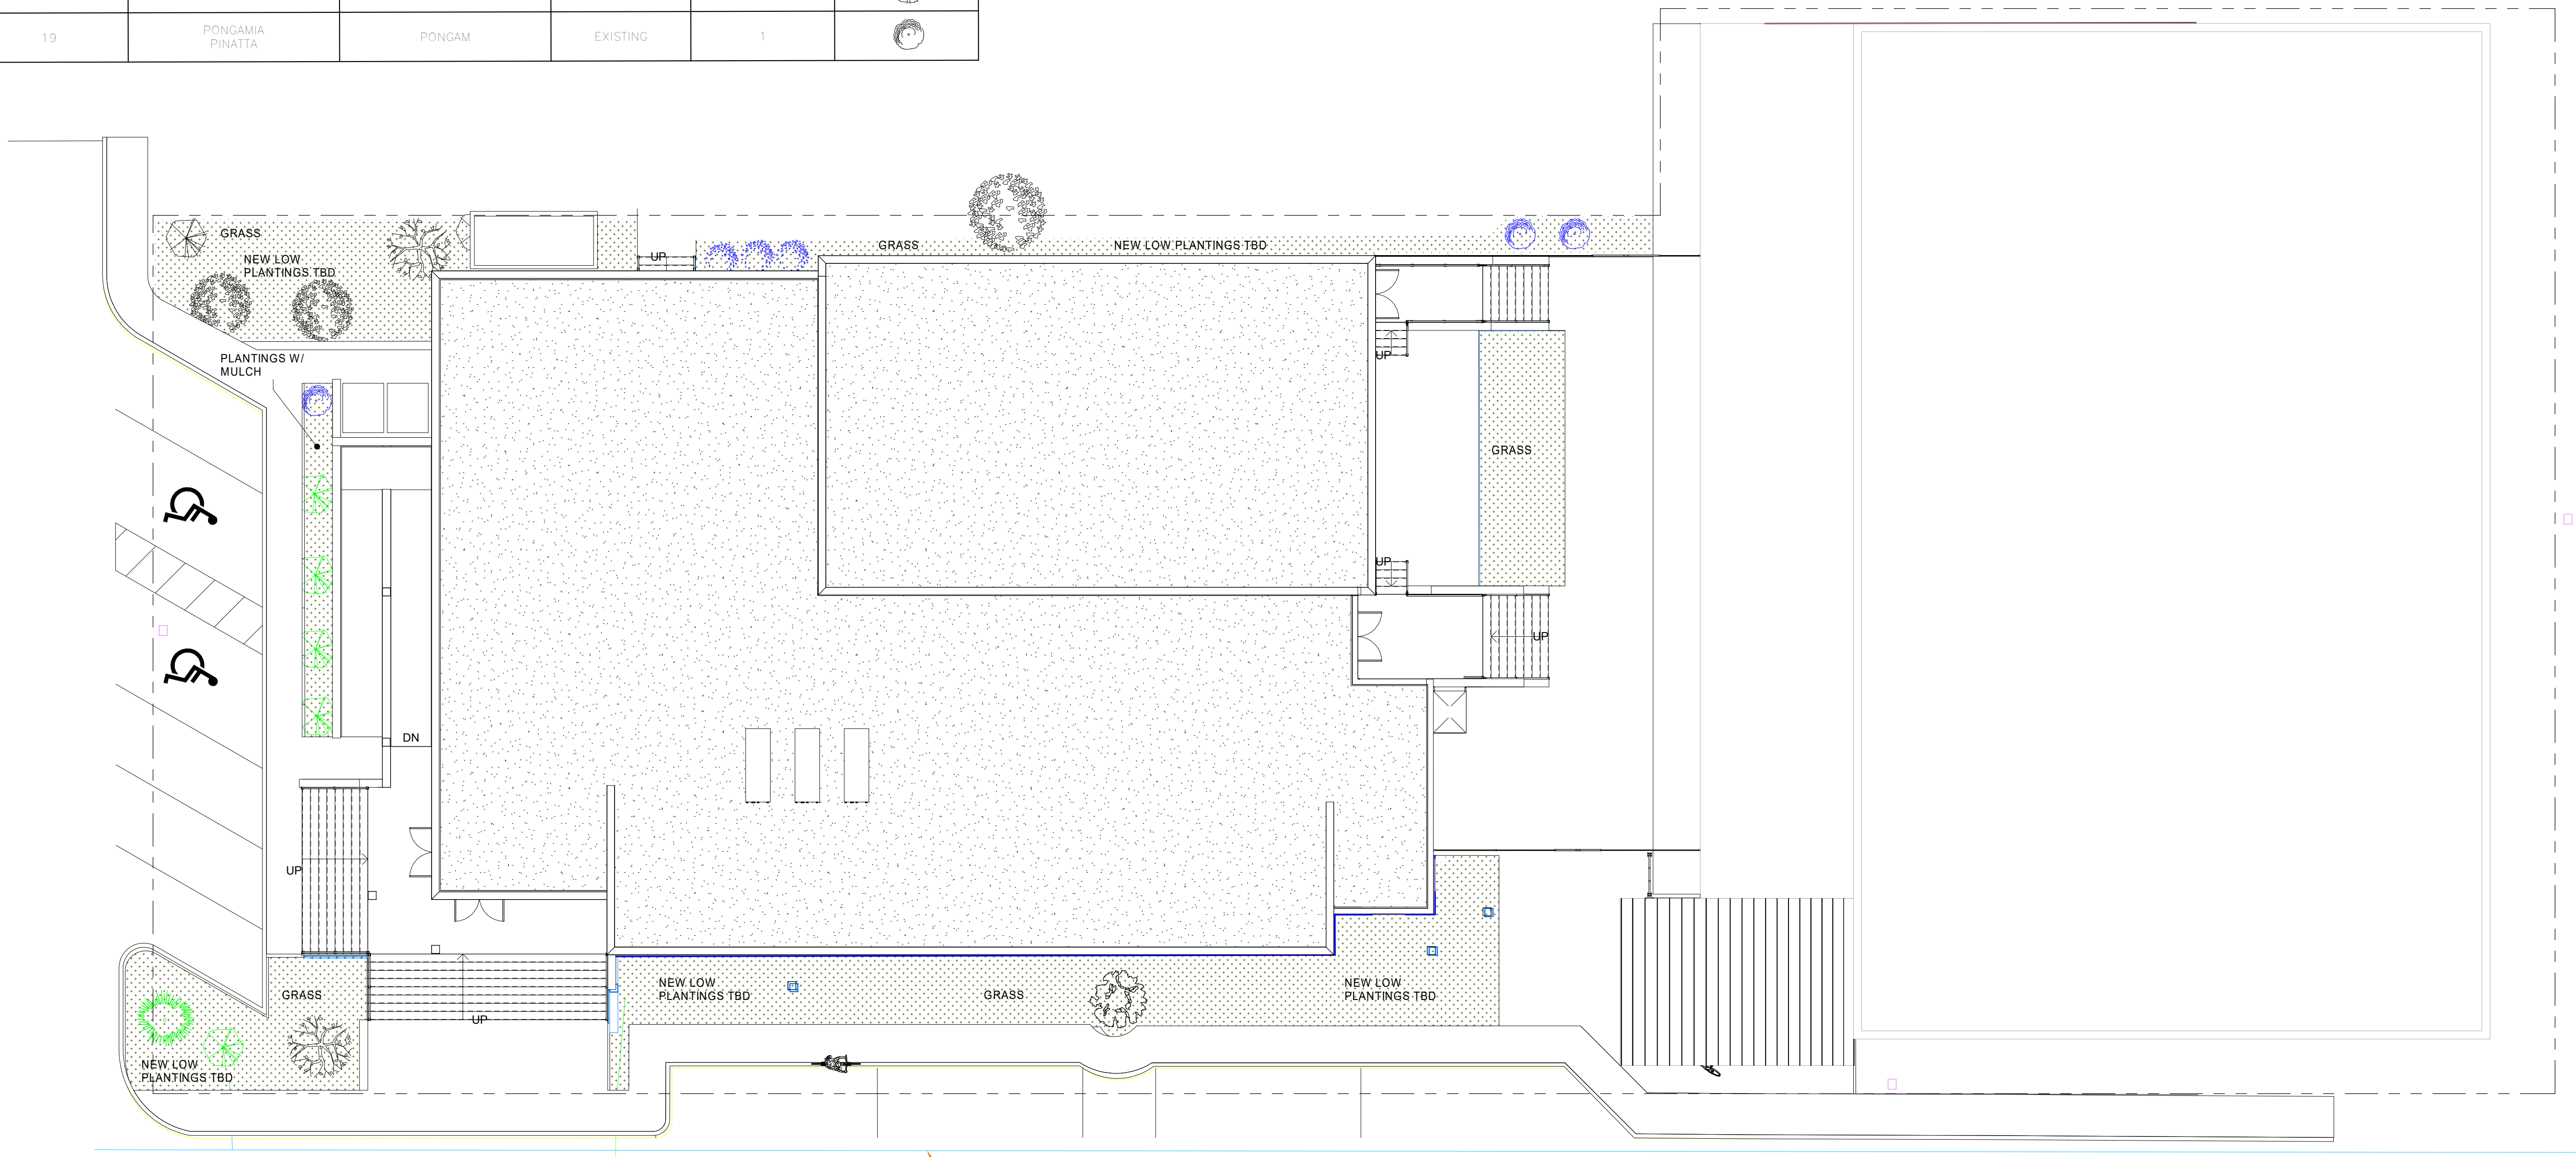 19
PONGAMIA
PINATTA
PONGAM
EXISTING
1
GRASS
NEW LOW
PLANTINGS TBD
UP
GRASS
NEW LOW PLANTINGS TBD
PLANTINGS W/
MULCH
UP
GRASS
UP
UP
DN
UP
GRASS
NEW LOW
PLANTINGS TBD
UP
NEW LOW
PLANTINGS TBD
GRASS
NEW LOW
PLANTINGS TBD